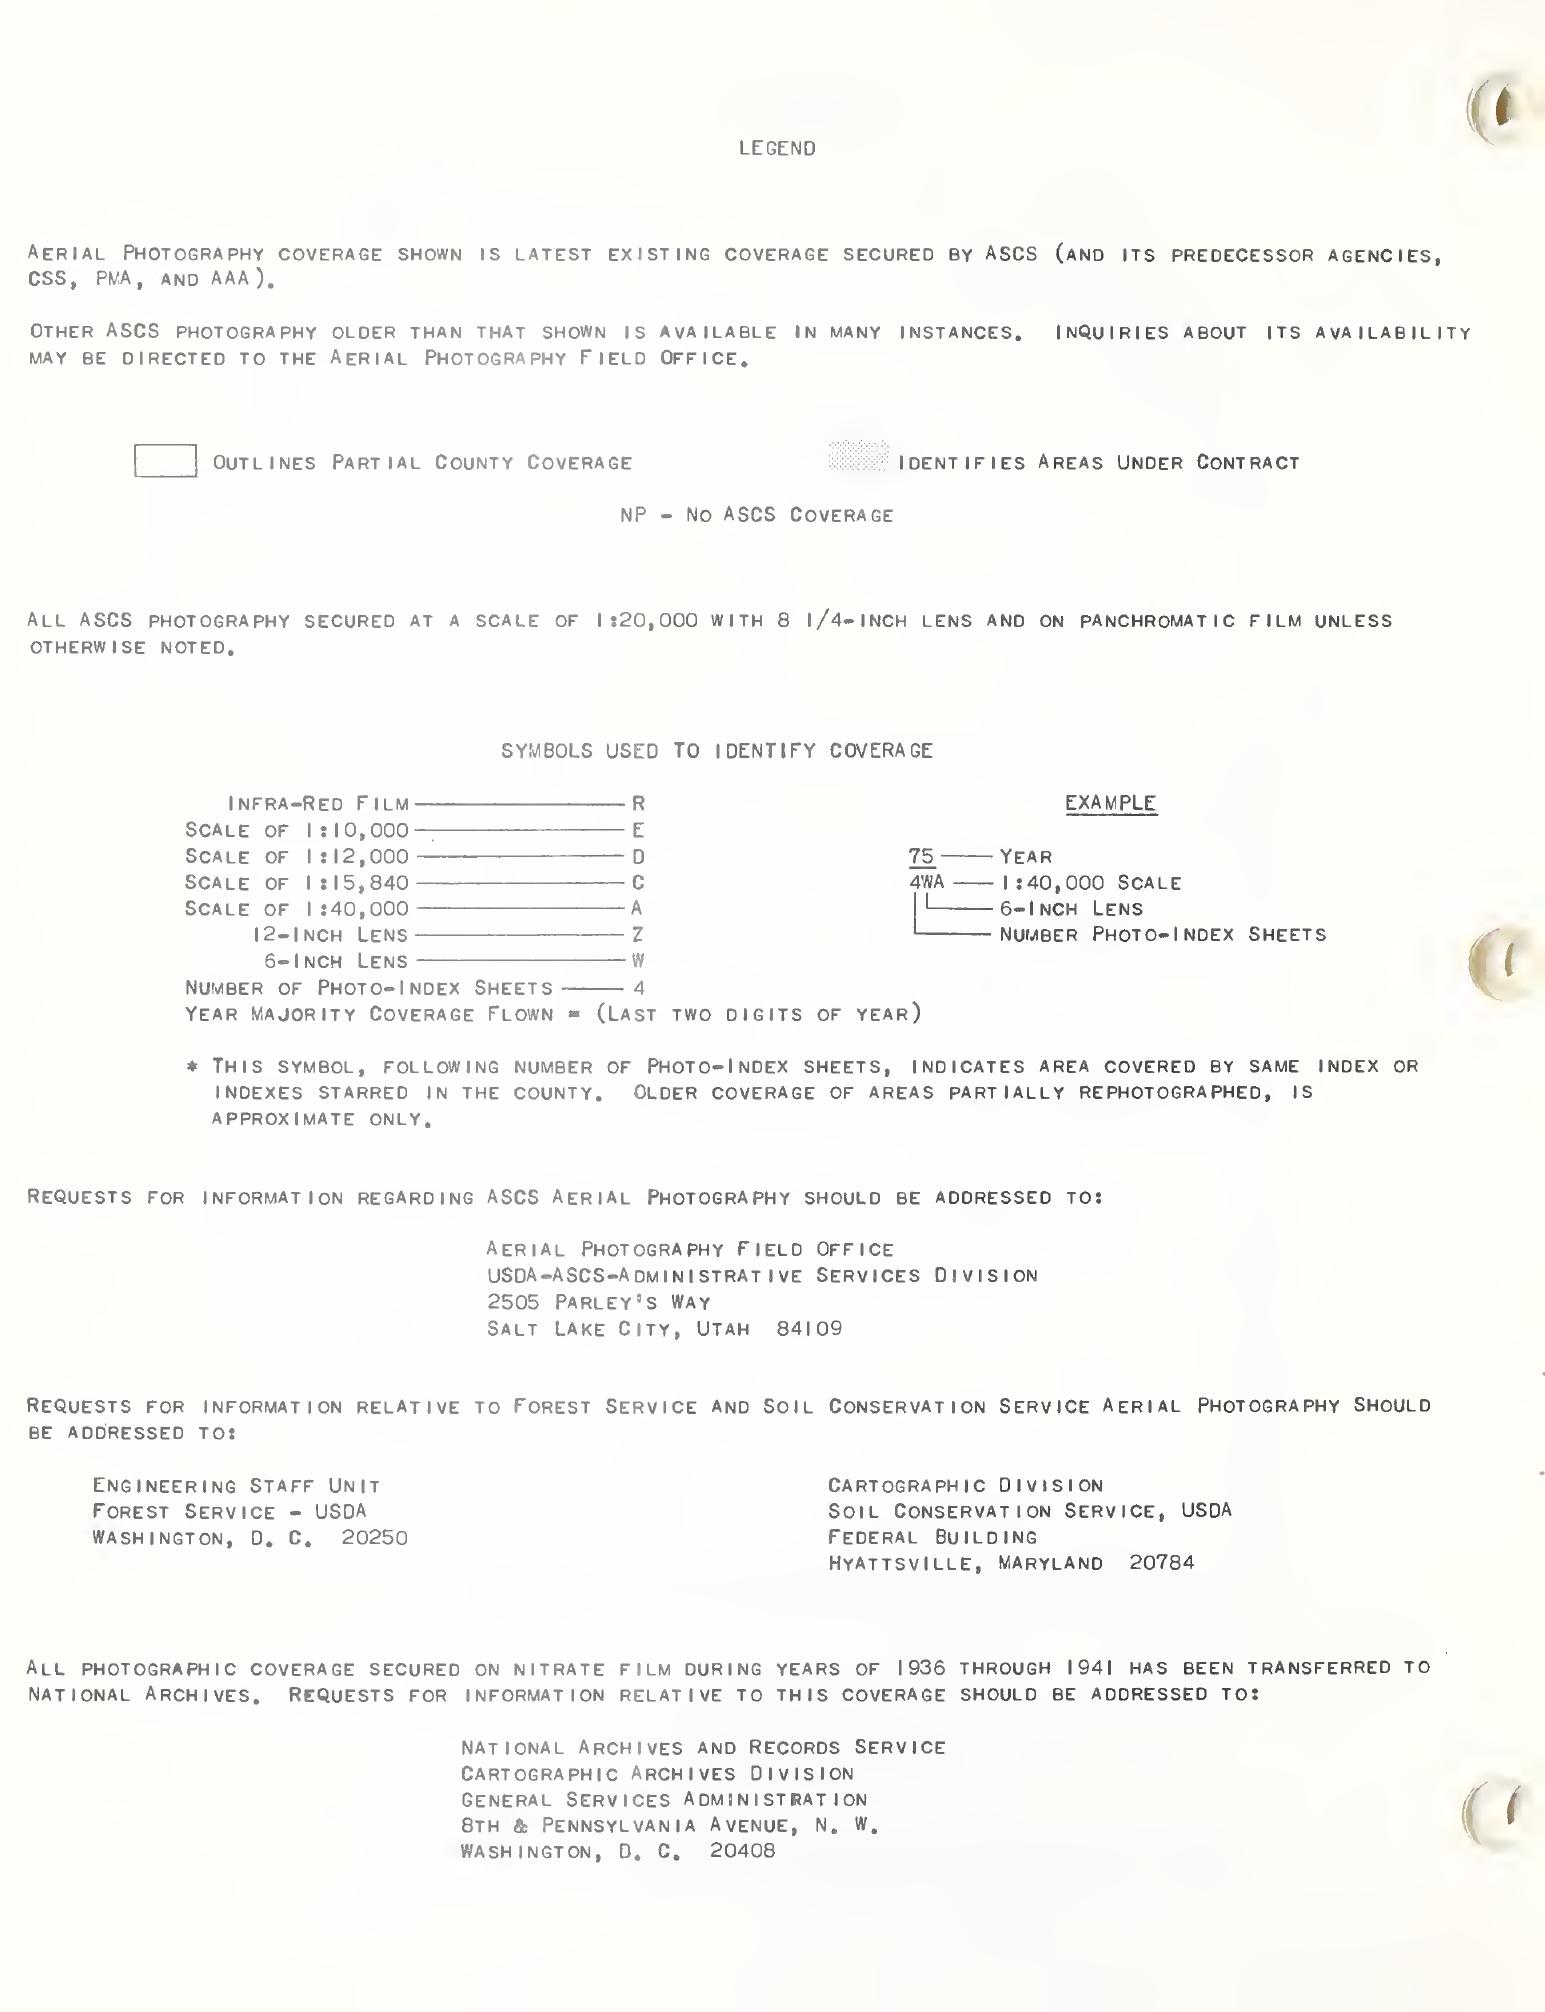 LEGEND
AERIAL PHOTOGRAPHY COVERAGE SHOWN IS LATEST EXISTING COVERAGE SECURED BY ASCS (AND ITS PREDECESSOR AGENCIES,
CSS, PMA, AND AAA).
OTHER ASCS PHOTOGRAPHY OLDER THAN THAT SHOWN IS AVAILABLE IN MANY INSTANCES. INQUIRIES ABOUT ITS AVAILABILITY
MAY BE DIRECTED TO THE AERIAL PHOTOGRAPHY FIELD OFFICE.
OUTLINES PARTIAL COUNTY COVERAGE
IDENTIFIES AREAS UNDER CONTRACT
NP - NO ASCS COVERAGE
ALL ASCS PHOTOGRAPHY SECURED AT A SCALE OF 1:20,000 WITH 8 1/4-INCH LENS AND ON PANCHROMATIC FILM UNLESS
OTHERWISE NOTED.
SYMBOLS USED TO IDENTIFY COVERAGE
INFRA-RED FILM R
SCALE OF 1:10,000 E
SCALE OF 1:12,000 D
SCALE OF 1:15,840 C
SCALE OF 1:40,000 A
12-INCH LENS Z
6-INCH LENS W
NUMBER OF PHOTO-INDEX SHEETS 4
YEAR MAJORITY COVERAGE FLOWN = (LAST TWO DIGITS OF YEAR)
EXAMPLE
75 YEAR
4WA 1:40,000 SCALE
6-INCH LENS
NUMBER PHOTO-INDEX SHEETS
* THIS SYMBOL, FOLLOWING NUMBER OF PHOTO-INDEX SHEETS, INDICATES AREA COVERED BY SAME INDEX OR
INDEXES STARRED IN THE COUNTY. OLDER COVERAGE OF AREAS PARTIALLY REPHOTOGRAPHED, IS
APPROXIMATE ONLY.
REQUESTS FOR INFORMATION REGARDING ASCS AERIAL PHOTOGRAPHY SHOULD BE ADDRESSED TO:
AERIAL PHOTOGRAPHY FIELD OFFICE
USDA-ASCS-ADMINISTRATIVE SERVICES DIVISION
2505 PARLEY'S WAY
SALT LAKE CITY, UTAH 84109
REQUESTS FOR INFORMATION RELATIVE TO FOREST SERVICE AND SOIL CONSERVATION SERVICE AERIAL PHOTOGRAPHY SHOULD
BE ADDRESSED TO:
ENGINEERING STAFF UNIT
FOREST SERVICE - USDA
WASHINGTON, D. C. 20250
CARTOGRAPHIC DIVISION
SOIL CONSERVATION SERVICE, USDA
FEDERAL BUILDING
HYATTSVILLE, MARYLAND 20784
ALL PHOTOGRAPHIC COVERAGE SECURED ON NITRATE FILM DURING YEARS OF 1936 THROUGH 1941 HAS BEEN TRANSFERRED TO
NATIONAL ARCHIVES. REQUESTS FOR INFORMATION RELATIVE TO THIS COVERAGE SHOULD BE ADDRESSED TO:
NATIONAL ARCHIVES AND RECORDS SERVICE
CARTOGRAPHIC ARCHIVES DIVISION
GENERAL SERVICES ADMINISTRATION
8TH & PENNSYLVANIA AVENUE, N. W.
WASHINGTON, D. C. 20408